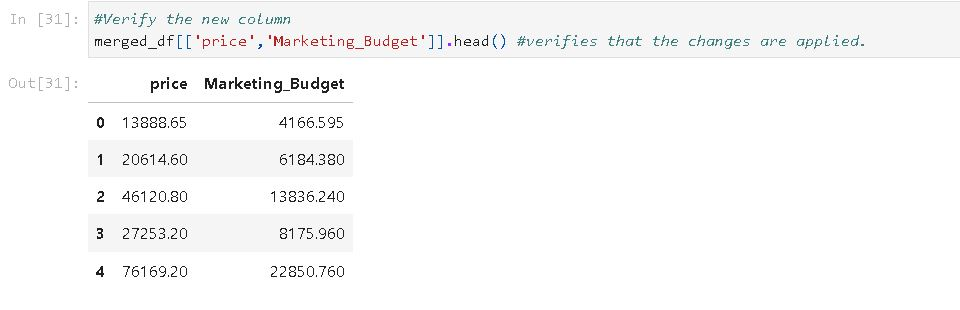 In [31]: #Verify the new column
merged_df[['price','Marketing_Budget']].head() #verifies that the changes are applied.
Out[31]:
price Marketing_Budget
0 13888.65 4166.595
1 20614.60 6184.380
2 46120.80 13836.240
3 27253.20 8175.960
4 76169.20 22850.760